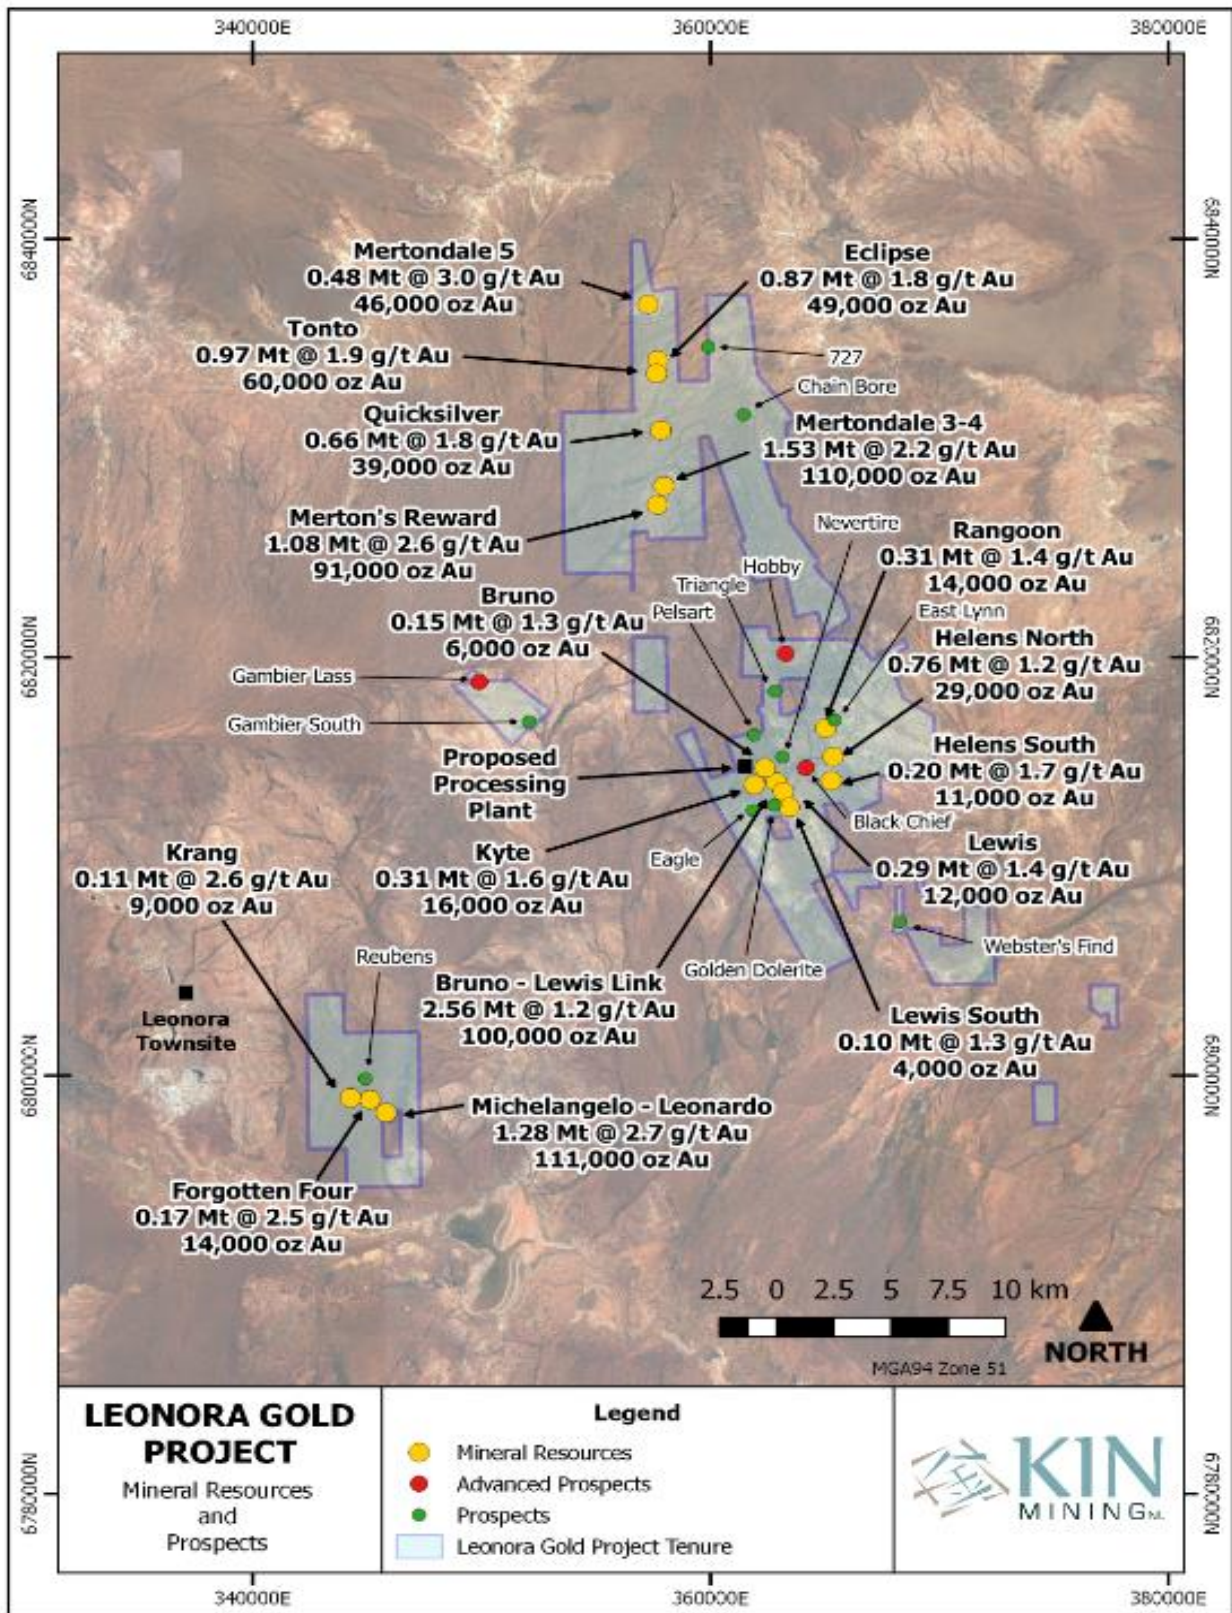 340000E
360000E
380000E
6840000N
6840000N
Mertondale 5
0.48 Mt @ 3.0 g/t Au
46,000 oz Au
Eclipse
0.87 Mt @ 1.8 g/t Au
49,000 oz Au
Tonto
0.97 Mt @ 1.9 g/t Au
60,000 oz Au
727
Chain Bore
Quicksilver
0.66 Mt @ 1.8 g/t Au
39,000 oz Au
Mertondale 3-4
1.53 Mt @ 2.2 g/t Au
110,000 oz Au
Merton's Reward
1.08 Mt @ 2.6 g/t Au
91,000 oz Au
Nevertire
Rangoon
0.31 Mt @ 1.4 g/t Au
14,000 oz Au
Hobby
Triangle
Pelsart
East Lynn
Bruno
0.15 Mt @ 1.3 g/t Au
6,000 oz Au
Helens North
0.76 Mt @ 1.2 g/t Au
29,000 oz Au
6820000N
6820000N
Gambier Lass
Gambier South
Proposed
Processing
Plant
Helens South
0.20 Mt @ 1.7 g/t Au
11,000 oz Au
Black Chief
Krang
0.11 Mt @ 2.6 g/t Au
9,000 oz Au
Kyte
0.31 Mt @ 1.6 g/t Au
16,000 oz Au
Eagle
Lewis
0.29 Mt @ 1.4 g/t Au
12,000 oz Au
Reubens
Golden Dolerite
Webster's Find
Bruno - Lewis Link
2.56 Mt @ 1.2 g/t Au
100,000 oz Au
Leonora
Townsite
Lewis South
0.10 Mt @ 1.3 g/t Au
4,000 oz Au
6800000N
6800000N
Michelangelo - Leonardo
1.28 Mt @ 2.7 g/t Au
111,000 oz Au
Forgotten Four
0.17 Mt @ 2.5 g/t Au
14,000 oz Au
2.5 0 2.5 5 7.5 10 km
NORTH
MGA94 Zone 51
LEONORA GOLD
PROJECT
Mineral Resources
and
Prospects
Legend
Mineral Resources
Advanced Prospects
Prospects
Leonora Gold Project Tenure
KIN
MINING NL
6780000N
6780000N
340000E
360000E
380000E